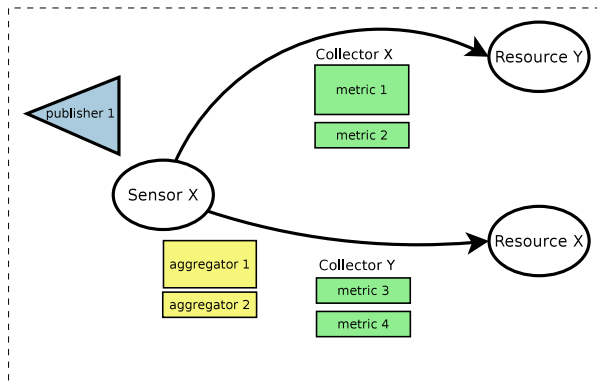 Collector X
Resource Y
metric 1
publisher 1
metric 2
Sensor X
Resource X
aggregator 1
Collector Y
metric 3
aggregator 2
metric 4